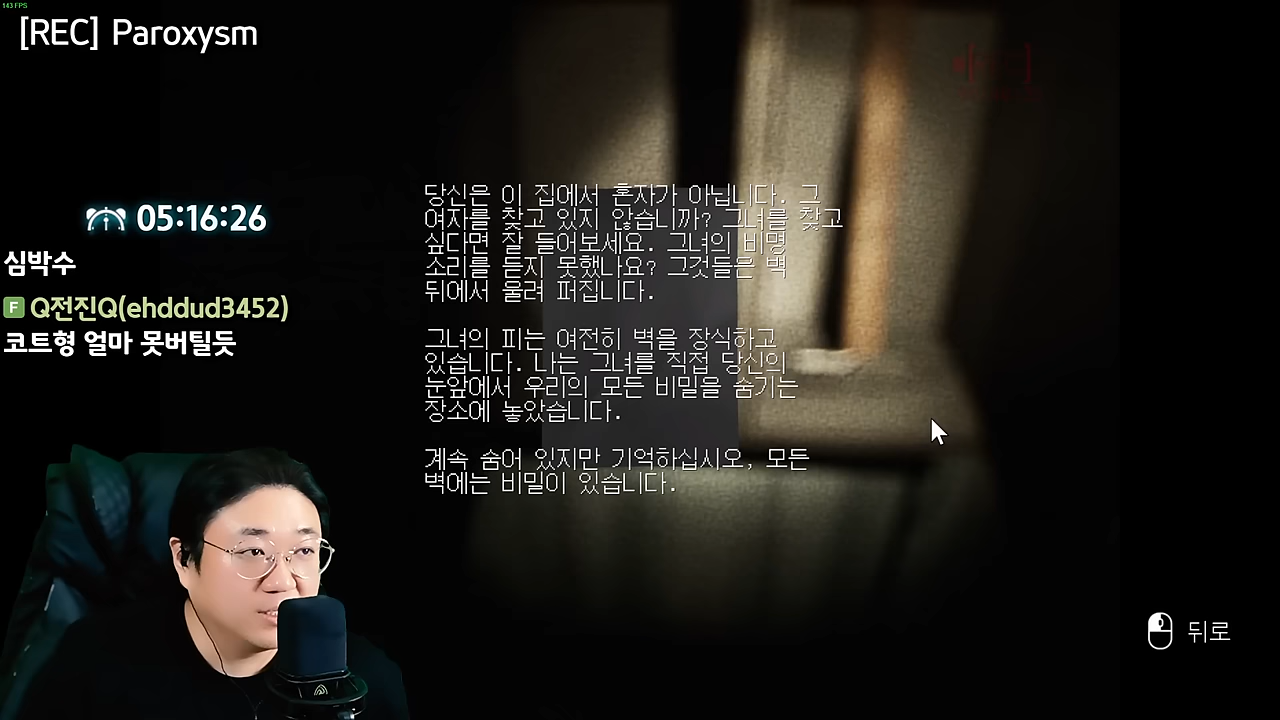 143 FPS
[REC] Paroxysm
05:16:26
심박수
F Q전진Q(ehddud3452)
코트형 얼마 못버틸듯
당신은 이 집에서 혼자가 아닙니다. 그
여자를 찾고 있지 않습니까? 그녀를 찾고
싶다면 잘 들어보세요. 그녀의 비명
소리를 듣지 못했나요? 그것들은 벽
뒤에서 울려 퍼집니다.
그녀의 피는 여전히 벽을 장식하고
있습니다. 나는 그녀를 직접 당신의
눈앞에서 우리의 모든 비밀을 숨기는
장소에 놓았습니다.
계속 숨어 있지만 기억하십시오, 모든
벽에는 비밀이 있습니다.
뒤로